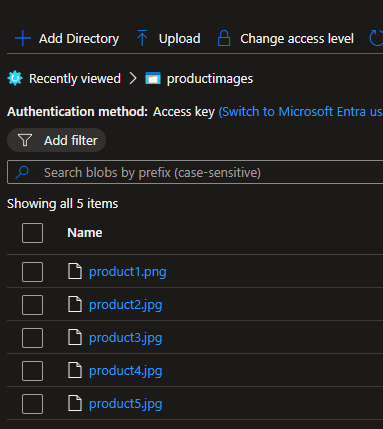 Add Directory Upload Change access level
Recently viewed productimages
Authentication method: Access key (Switch to Microsoft Entra us
Add filter
Search blobs by prefix (case-sensitive)
Showing all 5 items
Name
product1.png
product2.jpg
product3.jpg
product4.jpg
product5.jpg